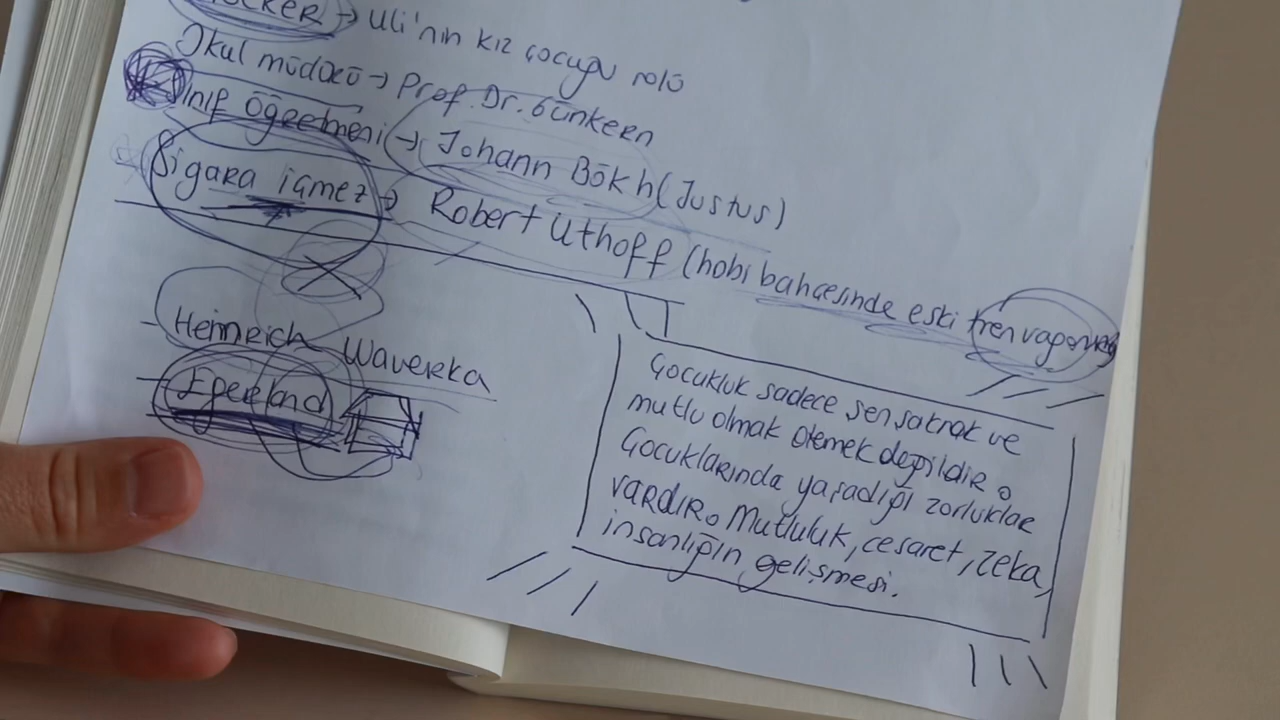 → Uli'nin kız çocuğu rolü
Okul müdürü → Prof. Dr. Günkern
Sınıf öğretmeni → Johann Bökh (Justus)
Sigara içmez → Robert Uthoff (hobi bahçesinde eski tren vagonu
- Heinrich Waverka
- Egerland
Çocukluk sadece şen şakrak ve
mutlu olmak demek değildir.
Çocuklarında yaşadığı zorluklar
vardır. Mutluluk, cesaret, zeka,
insanlığın gelişmesi.